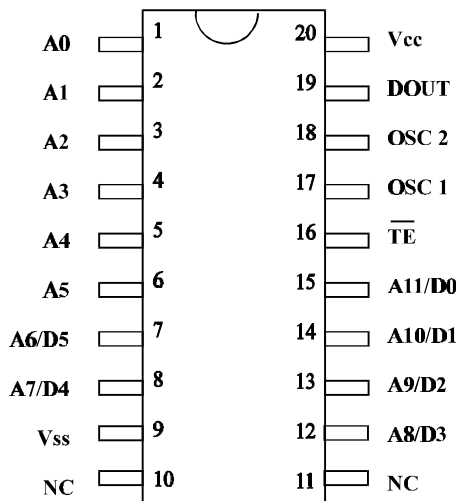 A0 1 20 Vcc
A1 2 19 DOUT
A2 3 18 OSC 2
A3 4 17 OSC 1
A4 5 16 T̅E̅
A5 6 15 A11/D0
A6/D5 7 14 A10/D1
A7/D4 8 13 A9/D2
Vss 9 12 A8/D3
NC 10 11 NC